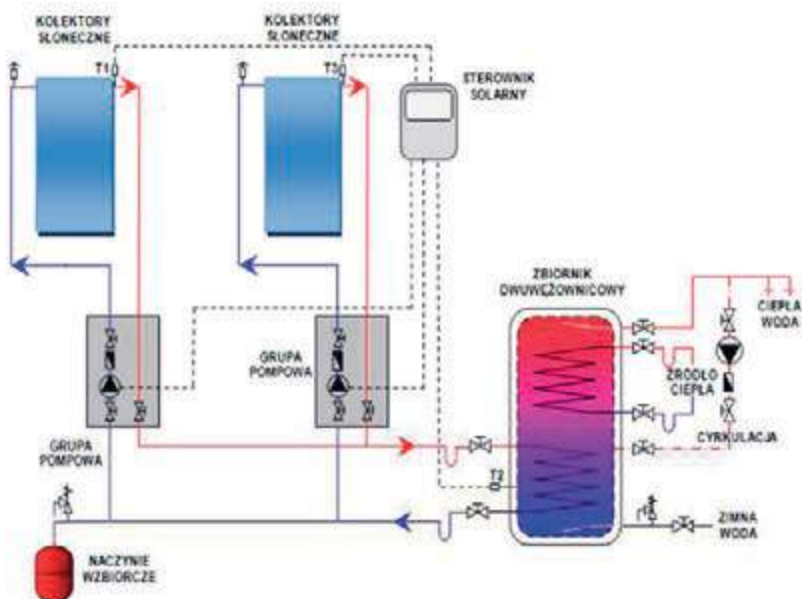 KOLEKTORY
SŁONECZNE
KOLEKTORY
SŁONECZNE
T1
T3
STEROWNIK
SOLARNY
ZBIORNIK
DWUWĘŻOWNICOWY
CIEPŁA
WODA
GRUPA
POMPOWA
ŹRÓDŁO
CIEPŁA
CYRKULACJA
GRUPA
POMPOWA
T2
ZIMNA
WODA
NACZYNIE
WZBIORCZE